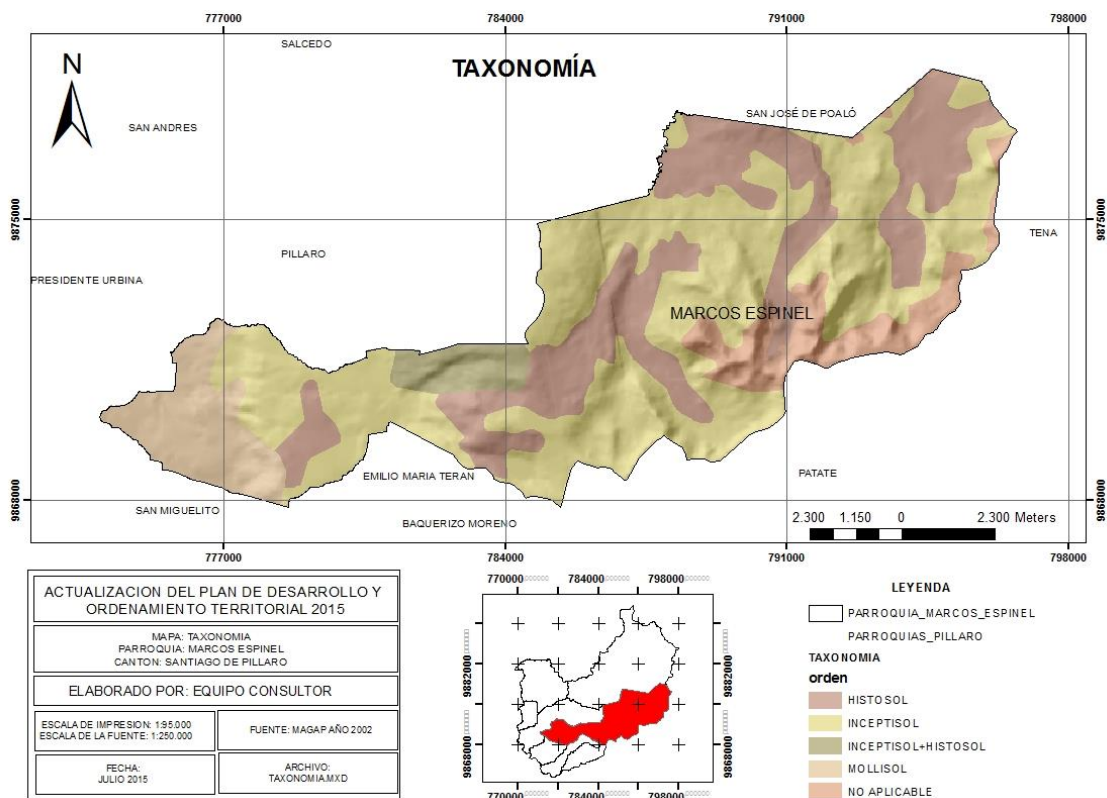 777000 784000 791000 798000
SALCEDO
N
TAXONOMÍA
SAN JOSÉ DE POALÓ
SAN ANDRES
9875000 9875000
TENA
PILLARO
PRESIDENTE URBINA
MARCOS ESPINEL
EMILIO MARIA TERAN
PATATE
9868000 9868000
SAN MIGUELITO
BAQUERIZO MORENO
2.300 1.150 0 2.300 Meters
777000 784000 791000 798000
ACTUALIZACION DEL PLAN DE DESARROLLO Y
ORDENAMIENTO TERRITORIAL 2015
MAPA: TAXONOMIA
PARROQUIA: MARCOS ESPINEL
CANTON: SANTIAGO DE PILLARO
ELABORADO POR: EQUIPO CONSULTOR
ESCALA DE IMPRESION: 1:95.000
ESCALA DE LA FUENTE: 1:250.000
FUENTE: MAGAP AÑO 2002
FECHA:
JULIO 2015
ARCHIVO:
TAXONOMIA.MXD
770000 784000 798000
9882000 9882000
9868000 9868000
770000 784000 798000
LEYENDA
PARROQUIA_MARCOS_ESPINEL
PARROQUIAS_PILLARO
TAXONOMIA
orden
HISTOSOL
INCEPTISOL
INCEPTISOL+HISTOSOL
MOLLISOL
NO APLICABLE